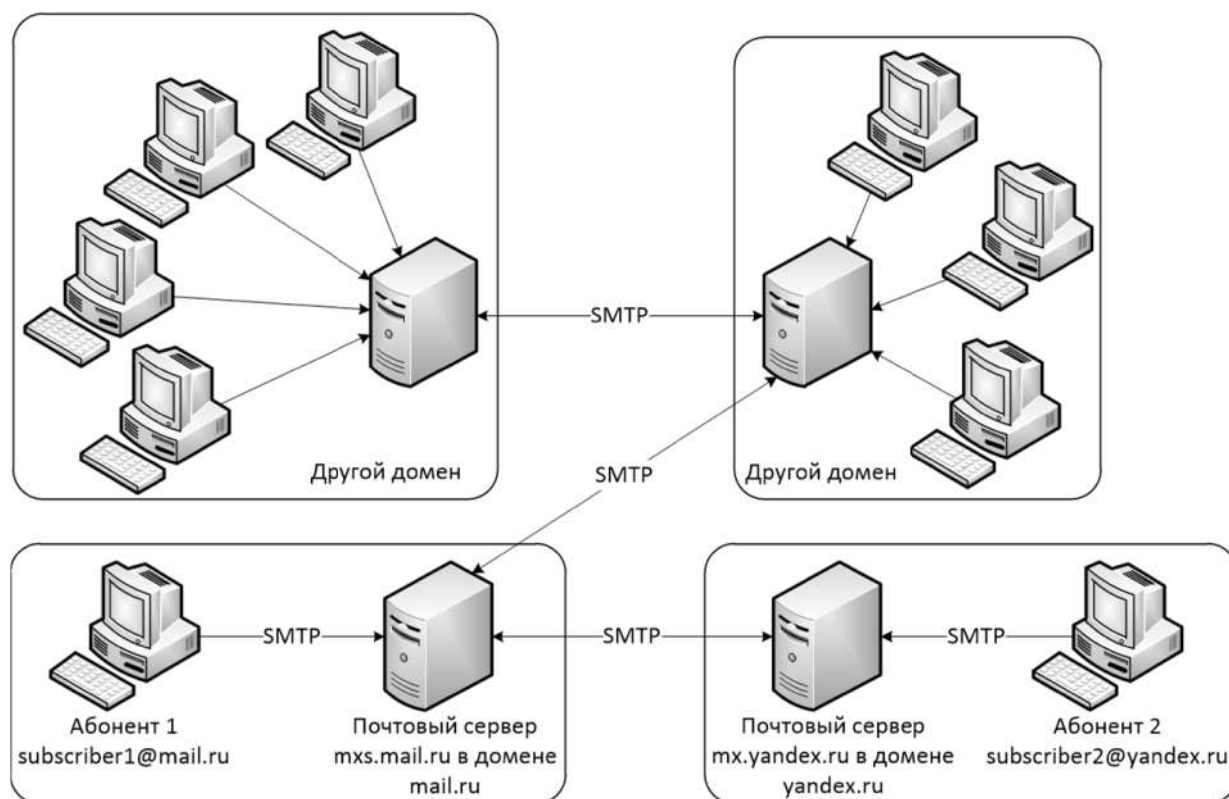 SMTP
Другой домен
Другой домен
SMTP
SMTP
SMTP
SMTP
Абонент 1
subscriber1@mail.ru
Почтовый сервер
mxs.mail.ru в домене
mail.ru
Почтовый сервер
mx.yandex.ru в домене
yandex.ru
Абонент 2
subscriber2@yandex.ru